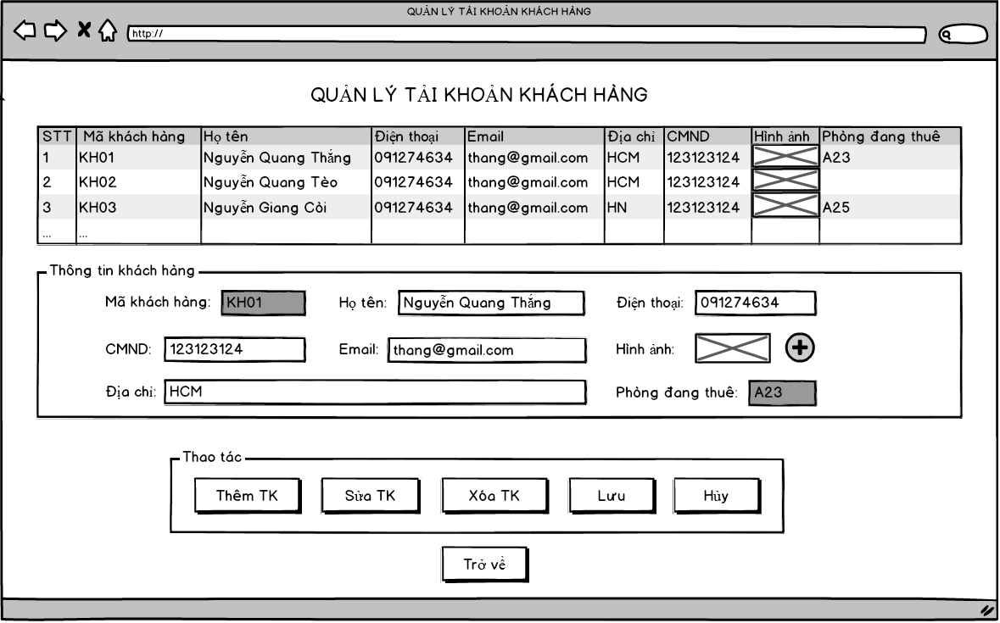 QUẢN LÝ TÀI KHOẢN KHÁCH HÀNG
http://
QUẢN LÝ TÀI KHOẢN KHÁCH HÀNG
STT Mã khách hàng Họ tên Điện thoại Email Địa chỉ CMND Hình ảnh Phòng đang thuê
1 KH01 Nguyễn Quang Thắng 091274634 thang@gmail.com HCM 123123124 A23
2 KH02 Nguyễn Quang Tèo 091274634 thang@gmail.com HCM 123123124
3 KH03 Nguyễn Giang Còi 091274634 thang@gmail.com HN 123123124 A25
... ...
Thông tin khách hàng
Mã khách hàng: KH01 Họ tên: Nguyễn Quang Thắng Điện thoại: 091274634
CMND: 123123124 Email: thang@gmail.com Hình ảnh:
Địa chỉ: HCM Phòng đang thuê: A23
Thao tác
Thêm TK Sửa TK Xóa TK Lưu Hủy
Trở về